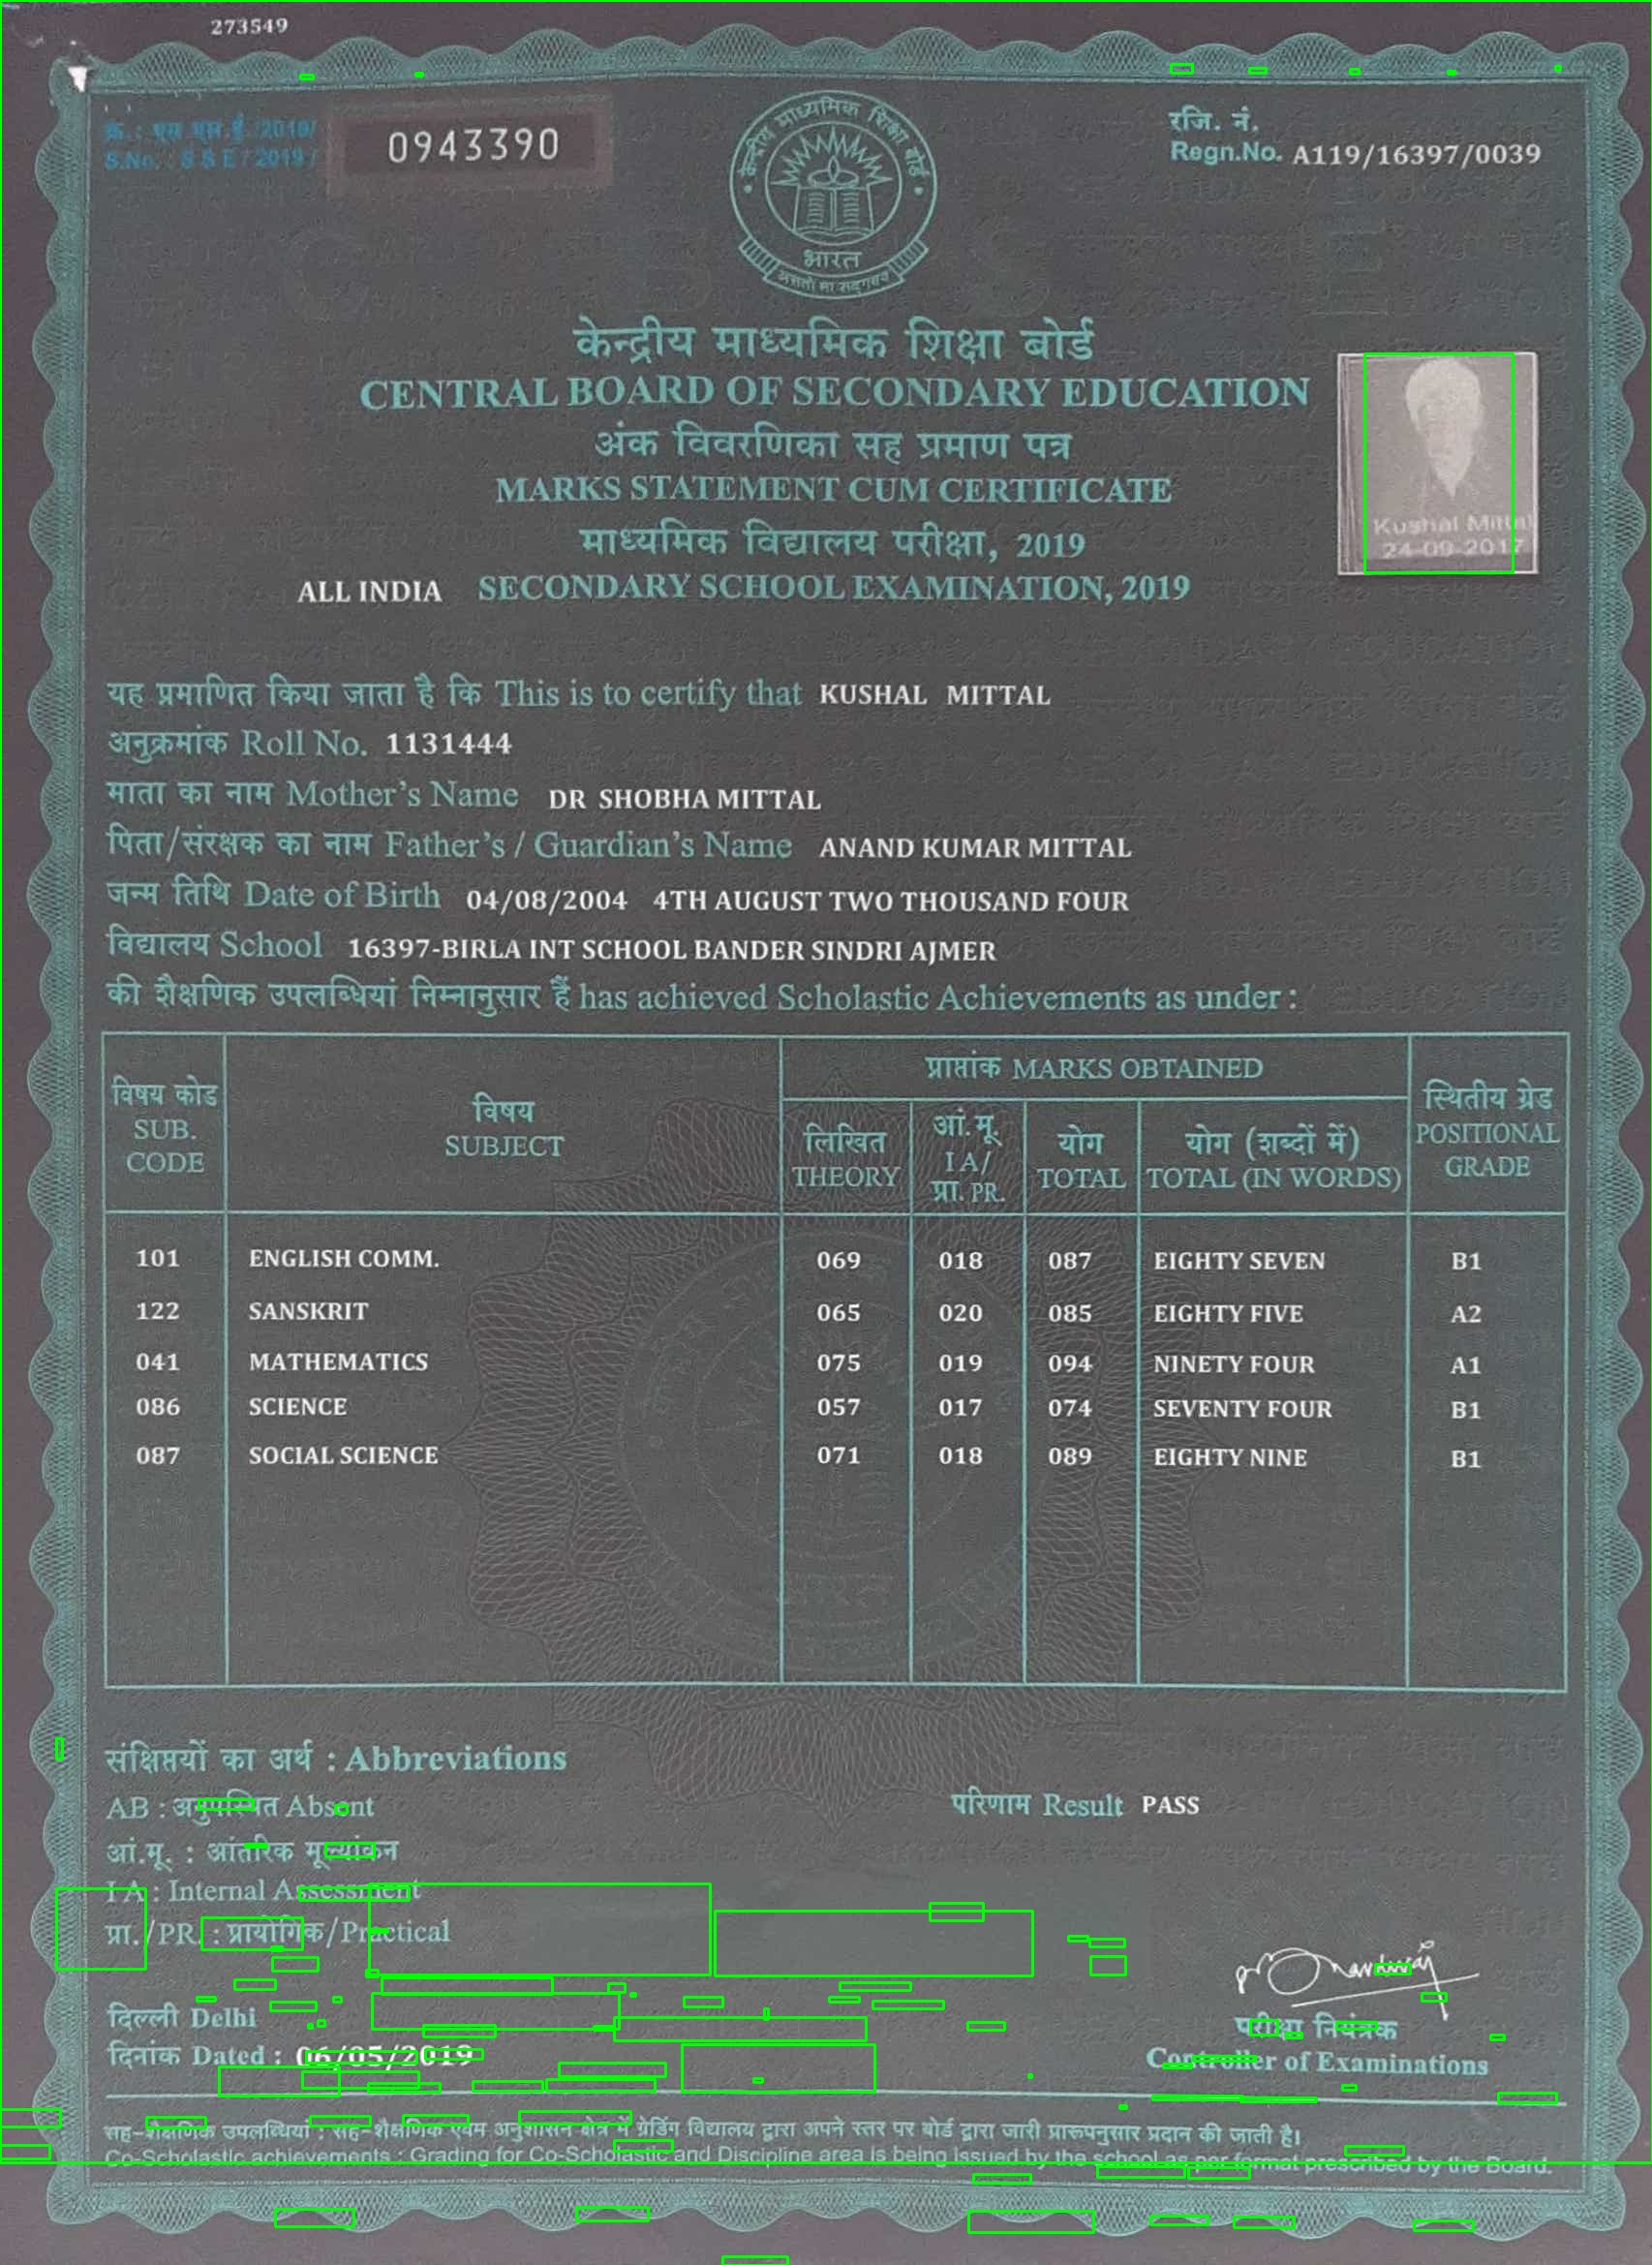 273549
क्र.: एस.एस.ई./2019/
S.No. : S S E / 2019 /
0943390
रजि. नं.
Regn.No. A119/16397/0039
केन्द्रीय माध्यमिक शिक्षा बोर्ड
भारत
असतो मा सद्गमय
केन्द्रीय माध्यमिक शिक्षा बोर्ड
CENTRAL BOARD OF SECONDARY EDUCATION
अंक विवरणिका सह प्रमाण पत्र
MARKS STATEMENT CUM CERTIFICATE
माध्यमिक विद्यालय परीक्षा, 2019
ALL INDIA SECONDARY SCHOOL EXAMINATION, 2019
Kushal Mittal
24-09-2017
यह प्रमाणित किया जाता है कि This is to certify that KUSHAL MITTAL
अनुक्रमांक Roll No. 1131444
माता का नाम Mother's Name DR SHOBHA MITTAL
पिता/संरक्षक का नाम Father's / Guardian's Name ANAND KUMAR MITTAL
जन्म तिथि Date of Birth 04/08/2004 4TH AUGUST TWO THOUSAND FOUR
विद्यालय School 16397-BIRLA INT SCHOOL BANDER SINDRI AJMER
की शैक्षणिक उपलब्धियां निम्नानुसार हैं has achieved Scholastic Achievements as under :
विषय कोड SUB. CODE
विषय SUBJECT
प्राप्तांक MARKS OBTAINED
लिखित THEORY
आं.मू. I A/ प्रा. PR.
योग TOTAL
योग (शब्दों में) TOTAL (IN WORDS)
स्थितीय ग्रेड POSITIONAL GRADE
101 ENGLISH COMM. 069 018 087 EIGHTY SEVEN B1
122 SANSKRIT 065 020 085 EIGHTY FIVE A2
041 MATHEMATICS 075 019 094 NINETY FOUR A1
086 SCIENCE 057 017 074 SEVENTY FOUR B1
087 SOCIAL SCIENCE 071 018 089 EIGHTY NINE B1
संक्षिप्तियों का अर्थ : Abbreviations
AB : अनुपस्थित Absent
परिणाम Result PASS
आं.मू. : आंतरिक मूल्यांकन
I A : Internal Assessment
प्रा./PR. : प्रायोगिक/Practical
दिल्ली Delhi
दिनांक Dated : 06/05/2019
परीक्षा नियंत्रक
Controller of Examinations
सह-शैक्षणिक उपलब्धियां : सह-शैक्षणिक एवम अनुशासन क्षेत्र में ग्रेडिंग विद्यालय द्वारा अपने स्तर पर बोर्ड द्वारा जारी प्रारूपनुसार प्रदान की जाती है।
Co-Scholastic achievements : Grading for Co-Scholastic and Discipline area is being issued by the school as per format prescribed by the Board.